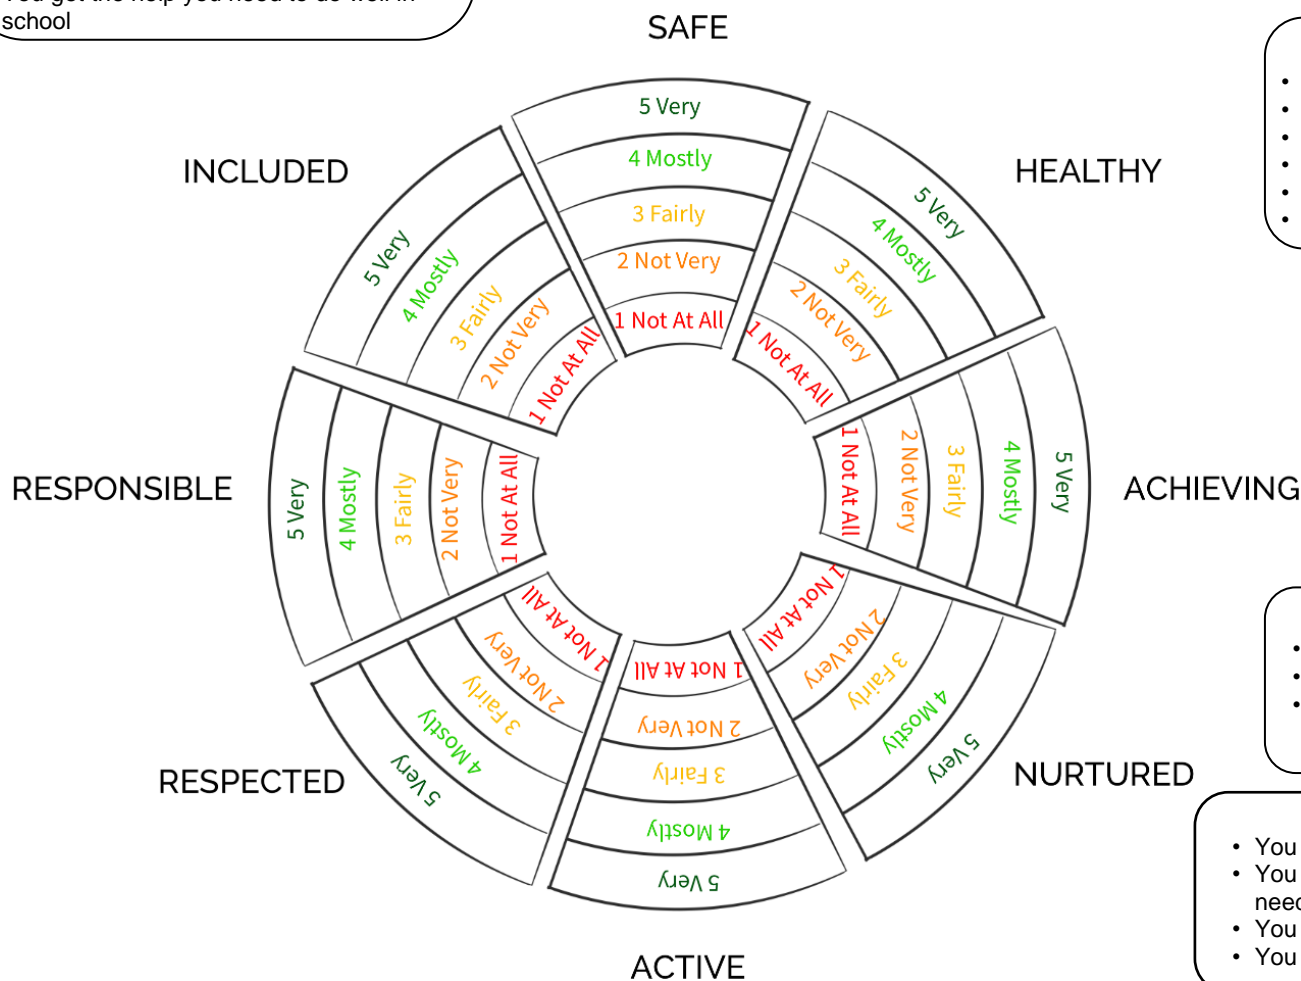 school
SAFE
5 Very
4 Mostly
3 Fairly
2 Not Very
1 Not At All
HEALTHY
5 Very
4 Mostly
3 Fairly
2 Not Very
1 Not At All
ACHIEVING
1 Not At All
2 Not Very
3 Fairly
4 Mostly
5 Very
NURTURED
1 Not At All
2 Not Very
3 Fairly
4 Mostly
5 Very
ACTIVE
1 Not At All
2 Not Very
3 Fairly
4 Mostly
5 Very
RESPECTED
1 Not At All
2 Not Very
3 Fairly
4 Mostly
5 Very
RESPONSIBLE
5 Very
4 Mostly
3 Fairly
2 Not Very
1 Not At All
INCLUDED
5 Very
4 Mostly
3 Fairly
2 Not Very
1 Not At All
• You
• You
• You
• You